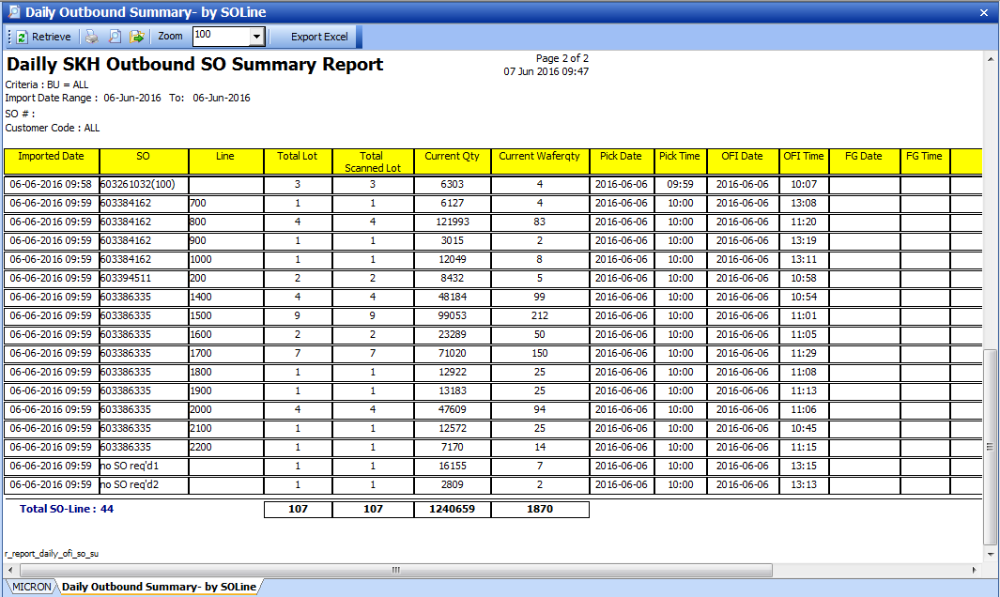 Daily Outbound Summary- by SOLine
Retrieve Zoom 100 Export Excel
Dailly SKH Outbound SO Summary Report
Page 2 of 2
07 Jun 2016 09:47
Criteria : BU = ALL
Import Date Range : 06-Jun-2016 To: 06-Jun-2016
SO # :
Customer Code : ALL
Imported Date SO Line Total Lot Total Scanned Lot Current Qty Current Waferqty Pick Date Pick Time OFI Date OFI Time FG Date FG Time
06-06-2016 09:58 603261032(100) 3 3 6303 4 2016-06-06 09:59 2016-06-06 10:07
06-06-2016 09:59 603384162 700 1 1 6127 4 2016-06-06 10:00 2016-06-06 13:08
06-06-2016 09:59 603384162 800 4 4 121993 83 2016-06-06 10:00 2016-06-06 11:20
06-06-2016 09:59 603384162 900 1 1 3015 2 2016-06-06 10:00 2016-06-06 13:19
06-06-2016 09:59 603384162 1000 1 1 12049 8 2016-06-06 10:00 2016-06-06 13:11
06-06-2016 09:59 603394511 200 2 2 8432 5 2016-06-06 10:00 2016-06-06 10:58
06-06-2016 09:59 603386335 1400 4 4 48184 99 2016-06-06 10:00 2016-06-06 10:54
06-06-2016 09:59 603386335 1500 9 9 99053 212 2016-06-06 10:00 2016-06-06 11:01
06-06-2016 09:59 603386335 1600 2 2 23289 50 2016-06-06 10:00 2016-06-06 11:05
06-06-2016 09:59 603386335 1700 7 7 71020 150 2016-06-06 10:00 2016-06-06 11:29
06-06-2016 09:59 603386335 1800 1 1 12922 25 2016-06-06 10:00 2016-06-06 11:08
06-06-2016 09:59 603386335 1900 1 1 13183 25 2016-06-06 10:00 2016-06-06 11:13
06-06-2016 09:59 603386335 2000 4 4 47609 94 2016-06-06 10:00 2016-06-06 11:06
06-06-2016 09:59 603386335 2100 1 1 12572 25 2016-06-06 10:00 2016-06-06 10:45
06-06-2016 09:59 603386335 2200 1 1 7170 14 2016-06-06 10:00 2016-06-06 11:15
06-06-2016 09:59 no SO req'd1 1 1 16155 7 2016-06-06 10:00 2016-06-06 13:15
06-06-2016 09:59 no SO req'd2 1 1 2809 2 2016-06-06 10:00 2016-06-06 13:13
Total SO-Line : 44 107 107 1240659 1870
r_report_daily_ofi_so_su
MICRON Daily Outbound Summary- by SOLine